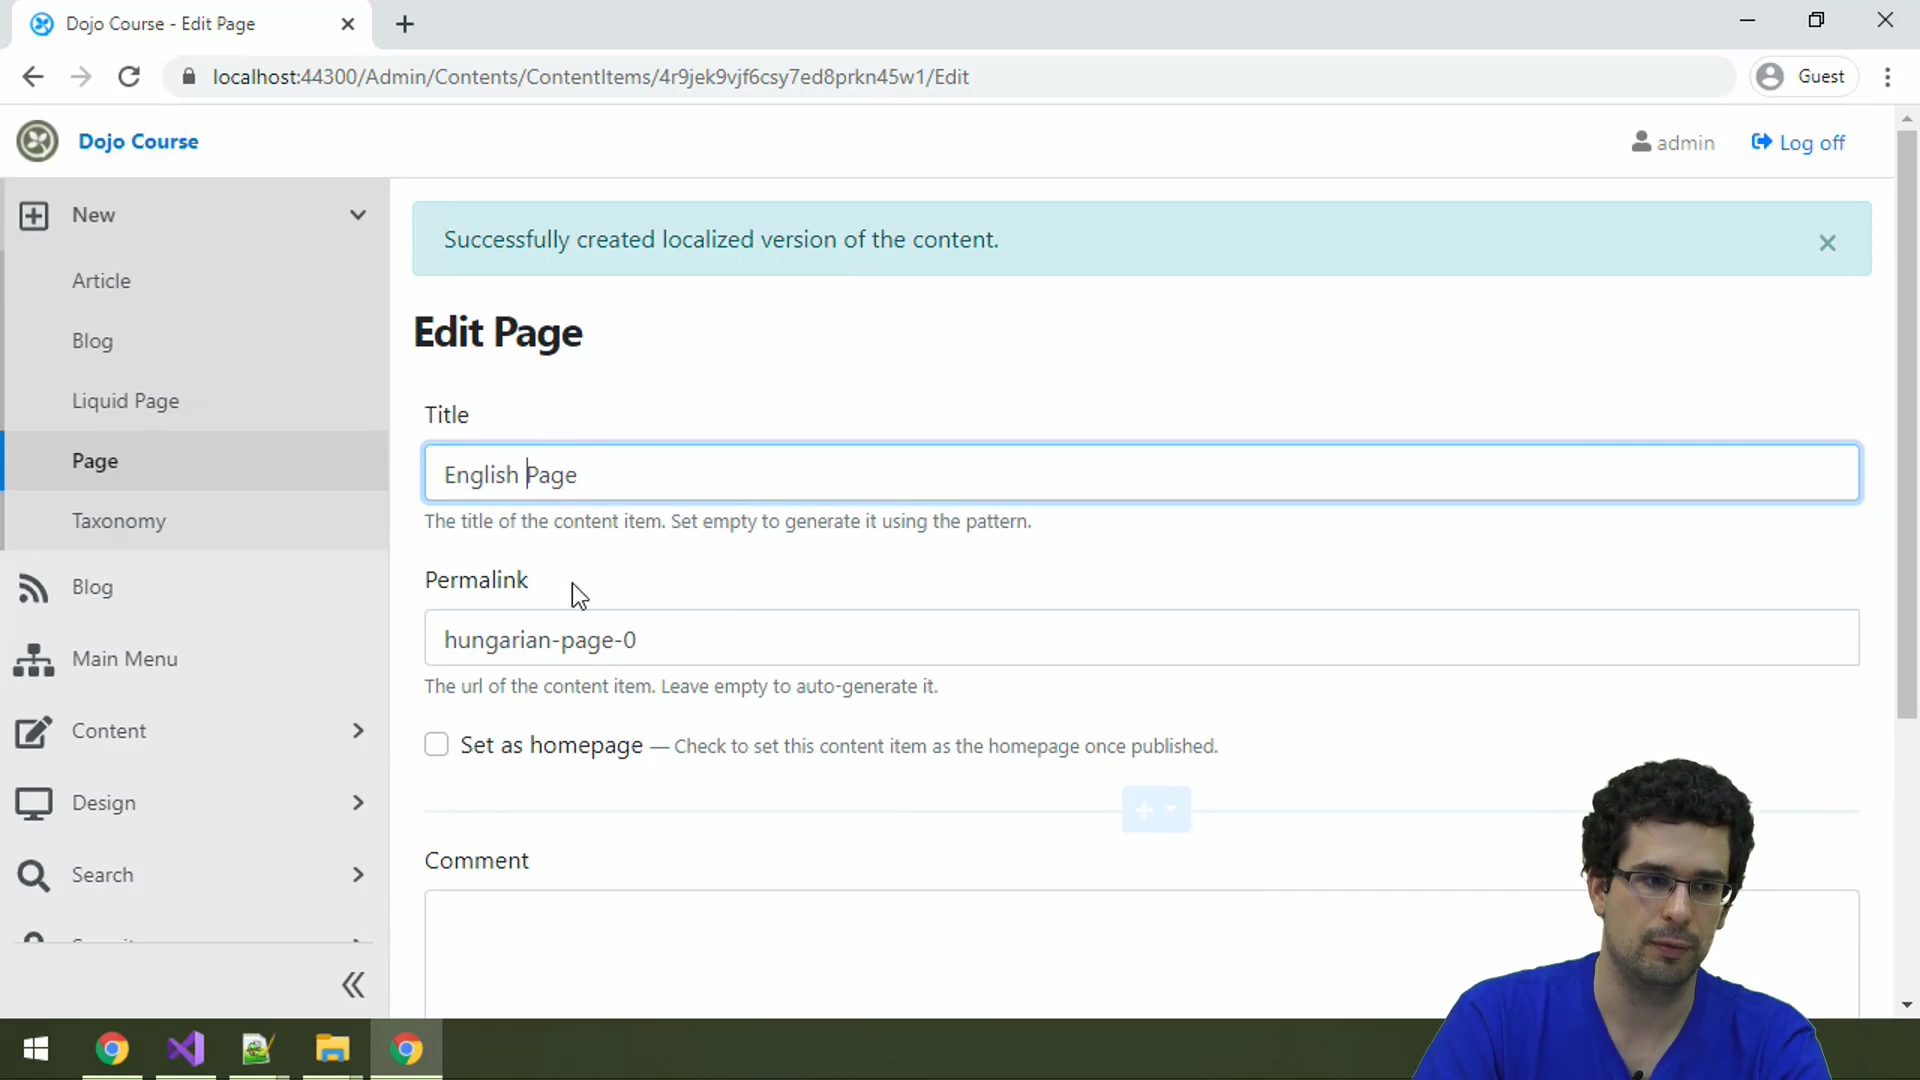 Dojo Course - Edit Page
localhost:44300/Admin/Contents/ContentItems/4r9jek9vjf6csy7ed8prkn45w1/Edit
Guest
Dojo Course
admin
Log off
New
Article
Blog
Liquid Page
Page
Taxonomy
Blog
Main Menu
Content
Design
Search
Successfully created localized version of the content.
Edit Page
Title
English Page
The title of the content item. Set empty to generate it using the pattern.
Permalink
hungarian-page-0
The url of the content item. Leave empty to auto-generate it.
Set as homepage — Check to set this content item as the homepage once published.
Comment